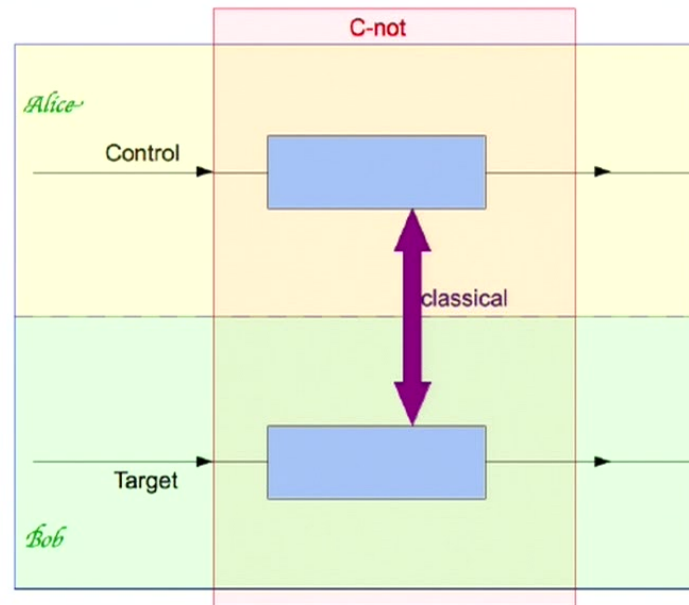 C-not
Alice
Control
classical
Target
Bob